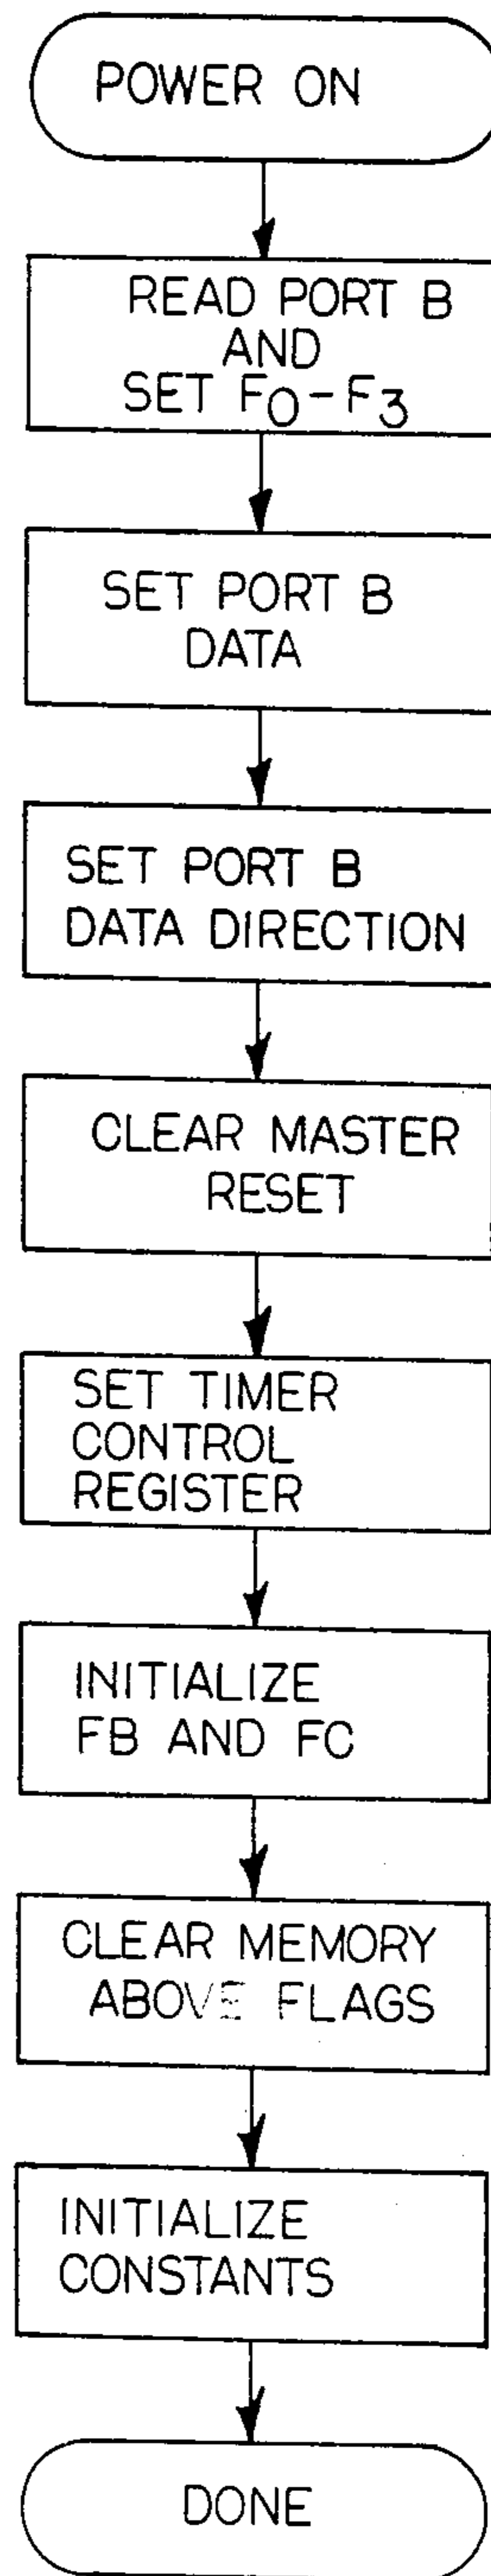 POWER ON
READ PORT B
AND
SET F0-F3
SET PORT B
DATA
SET PORT B
DATA DIRECTION
CLEAR MASTER
RESET
SET TIMER
CONTROL
REGISTER
INITIALIZE
FB AND FC
CLEAR MEMORY
ABOVE FLAGS
INITIALIZE
CONSTANTS
DONE